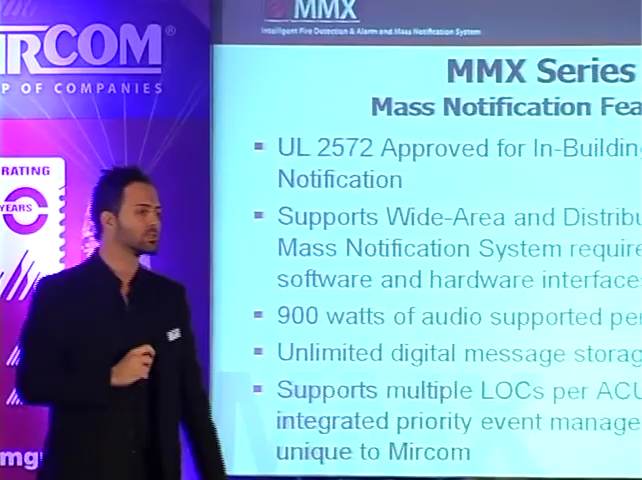 MMX
Intelligent Fire Detection & Alarm and Mass Notification System
RCOM®
P OF COMPANIES
RATING
YEARS
MMX Series
Mass Notification Fea
UL 2572 Approved for In-Buildin
Notification
Supports Wide-Area and Distribu
Mass Notification System require
software and hardware interface
900 watts of audio supported pe
Unlimited digital message storag
Supports multiple LOCs per ACU
integrated priority event manage
unique to Mircom